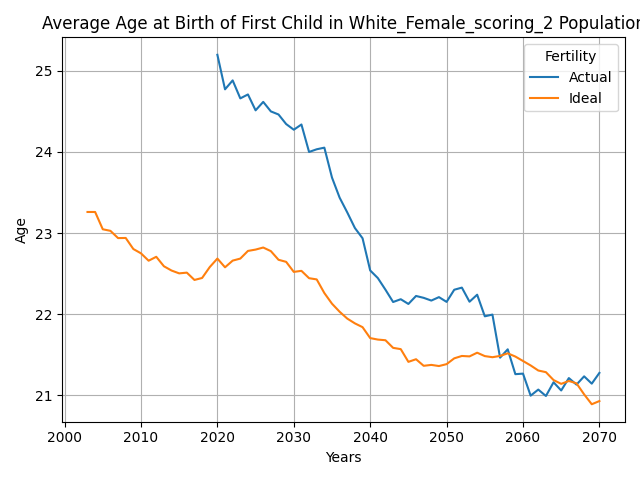 Average Age at Birth of First Child in White_Female_scoring_2 Population
Fertility
Actual
Ideal
25
24
23
22
21
Age
2000 2010 2020 2030 2040 2050 2060 2070
Years